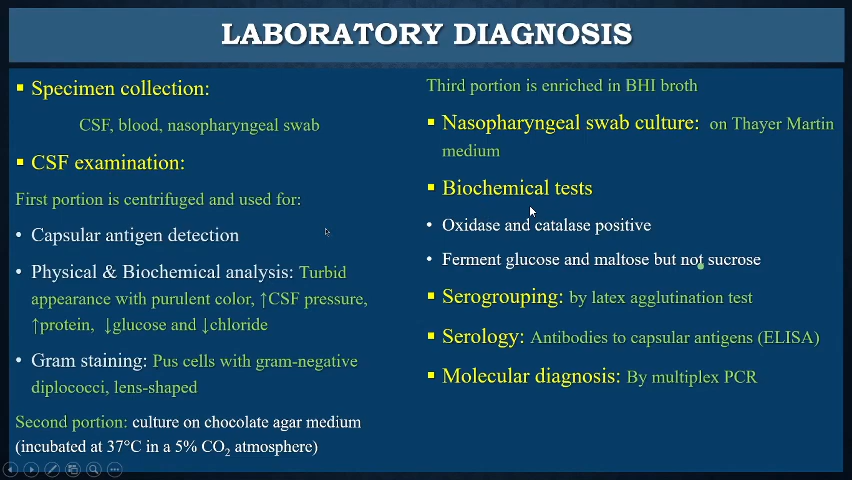 LABORATORY DIAGNOSIS
▪ Specimen collection:
CSF, blood, nasopharyngeal swab
▪ CSF examination:
First portion is centrifuged and used for:
• Capsular antigen detection
• Physical & Biochemical analysis: Turbid
appearance with purulent color, ↑CSF pressure,
↑protein, ↓glucose and ↓chloride
• Gram staining: Pus cells with gram-negative
diplococci, lens-shaped
Second portion: culture on chocolate agar medium
(incubated at 37°C in a 5% CO₂ atmosphere)
Third portion is enriched in BHI broth
▪ Nasopharyngeal swab culture: on Thayer Martin
medium
▪ Biochemical tests
• Oxidase and catalase positive
• Ferment glucose and maltose but not sucrose
▪ Serogrouping: by latex agglutination test
▪ Serology: Antibodies to capsular antigens (ELISA)
▪ Molecular diagnosis: By multiplex PCR